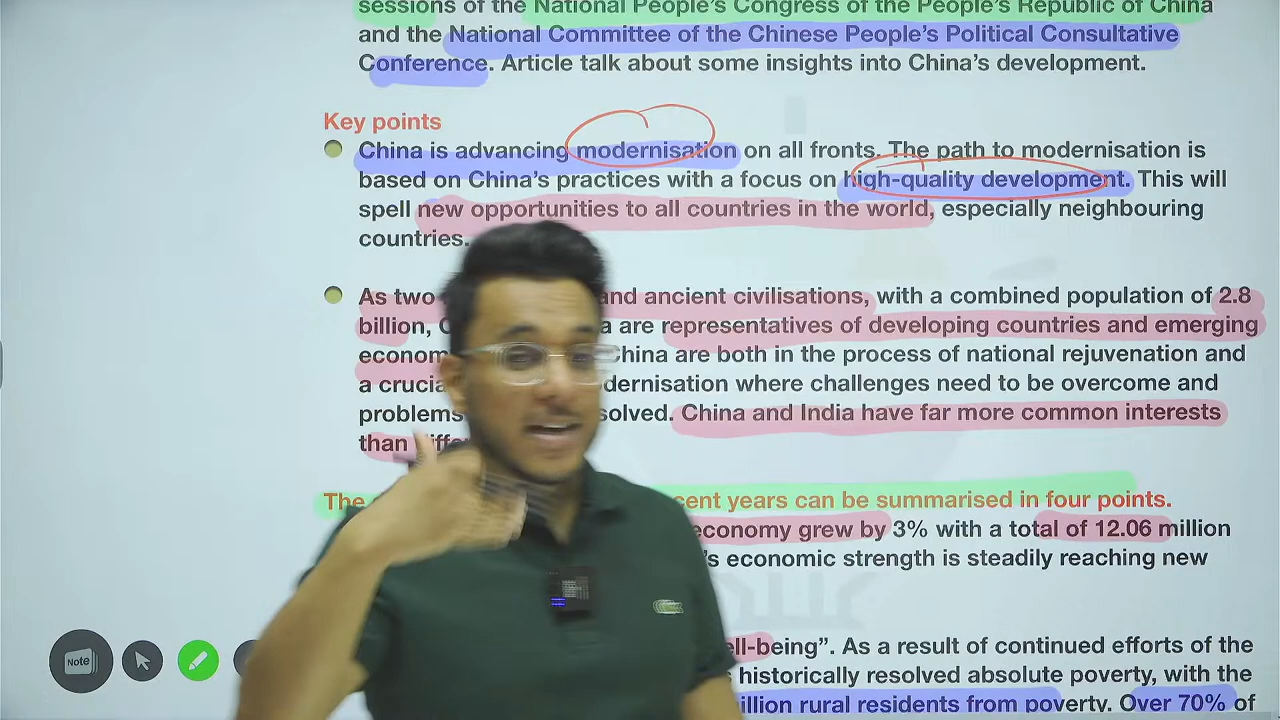 sessions of the National People's Congress of the People's Republic of China
and the National Committee of the Chinese People's Political Consultative
Conference. Article talk about some insights into China's development.
Key points
China is advancing modernisation on all fronts. The path to modernisation is
based on China's practices with a focus on high-quality development. This will
spell new opportunities to all countries in the world, especially neighbouring
countries.
As two and ancient civilisations, with a combined population of 2.8
billion, are representatives of developing countries and emerging
China are both in the process of national rejuvenation and
a where challenges need to be overcome and
problems China and India have far more common interests
than
The years can be summarised in four points.
economy grew by 3% with a total of 12.06 million
economic strength is steadily reaching new
As a result of continued efforts of the
historically resolved absolute poverty, with the
rural residents from poverty. Over 70% of
Note